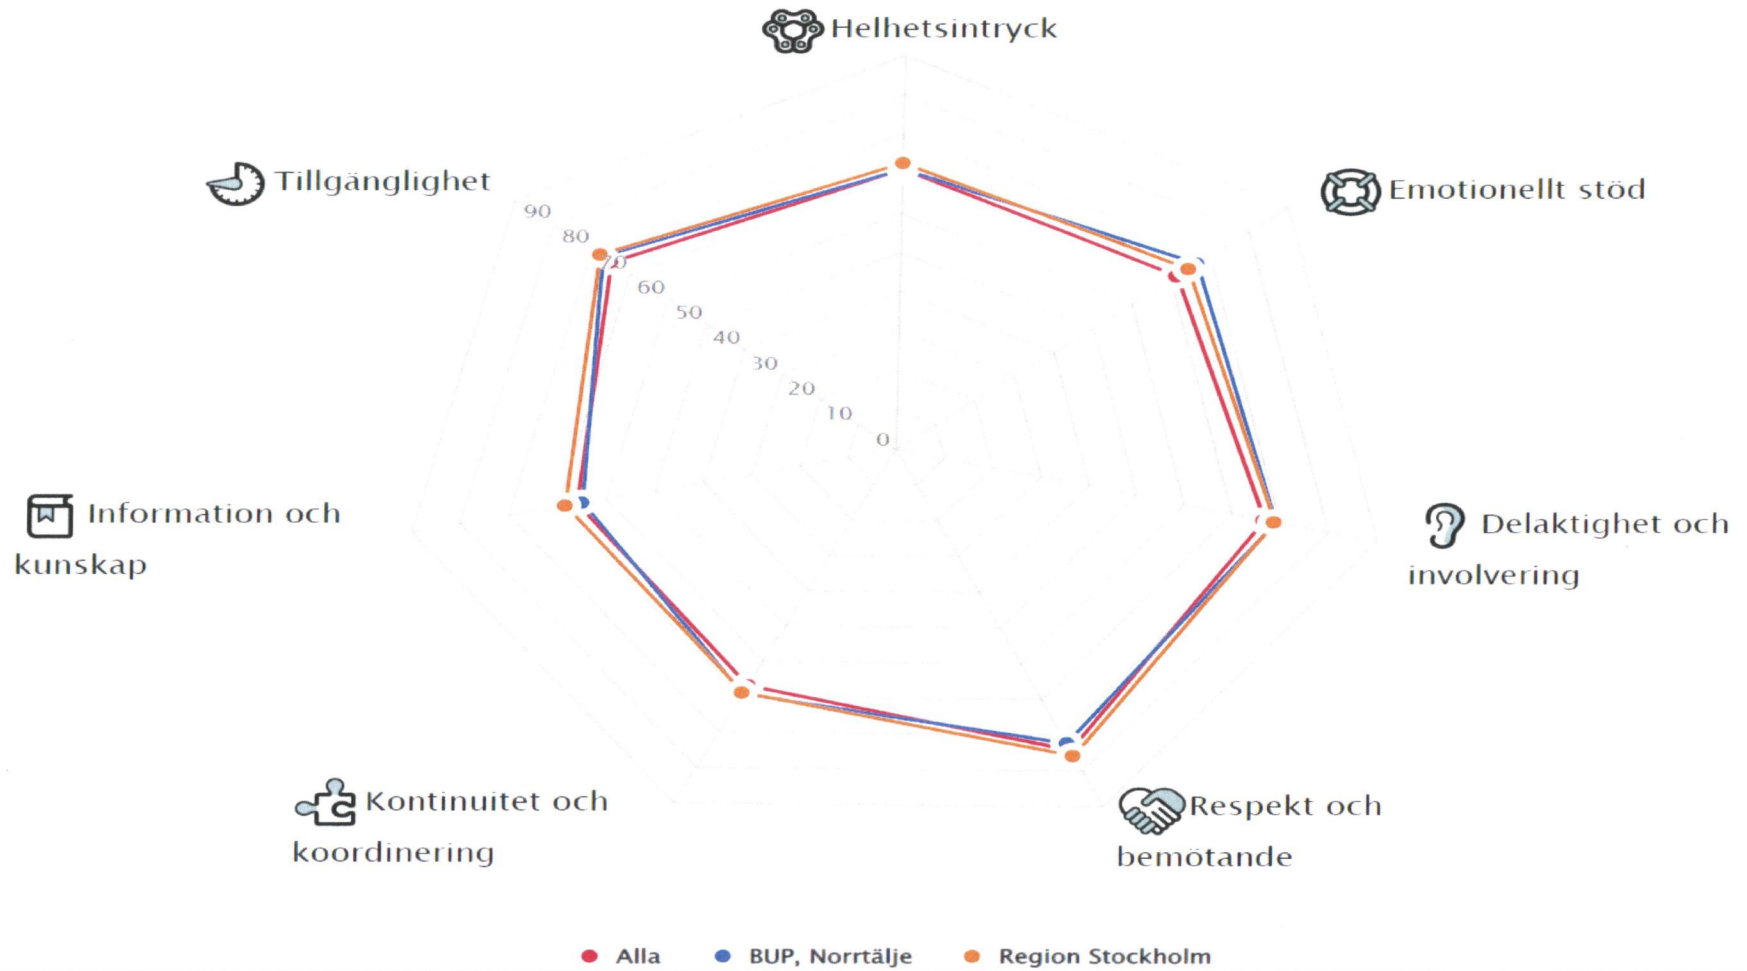 Helhetsintryck
Tillgänglighet
Emotionellt stöd
90
80
70
60
50
40
30
20
10
0
Information och
kunskap
Delaktighet och
involvering
Kontinuitet och
koordinering
Respekt och
bemötande
Alla
BUP, Norrtälje
Region Stockholm